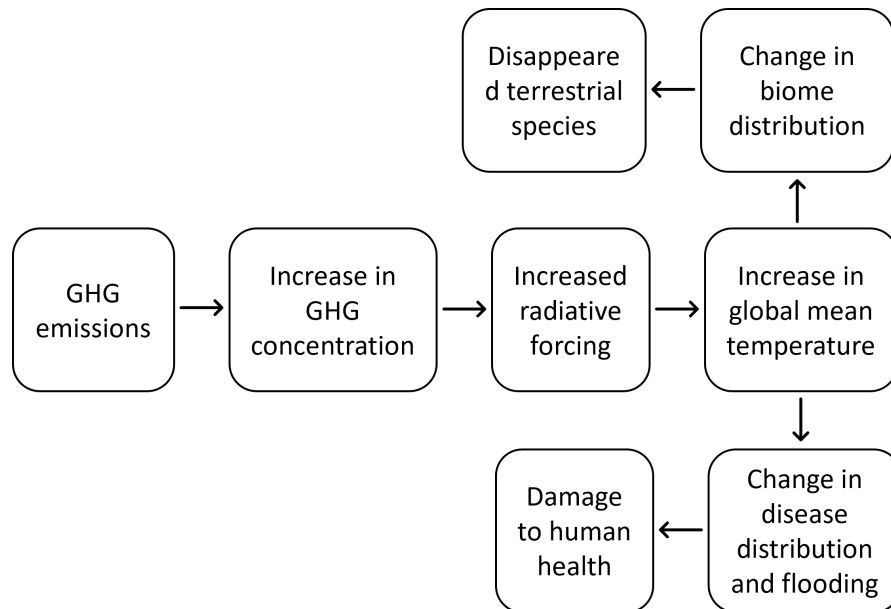 Disappeare
d terrestrial
species
Change in
biome
distribution
GHG
emissions
Increase in
GHG
concentration
Increased
radiative
forcing
Increase in
global mean
temperature
Damage
to human
health
Change in
disease
distribution
and flooding